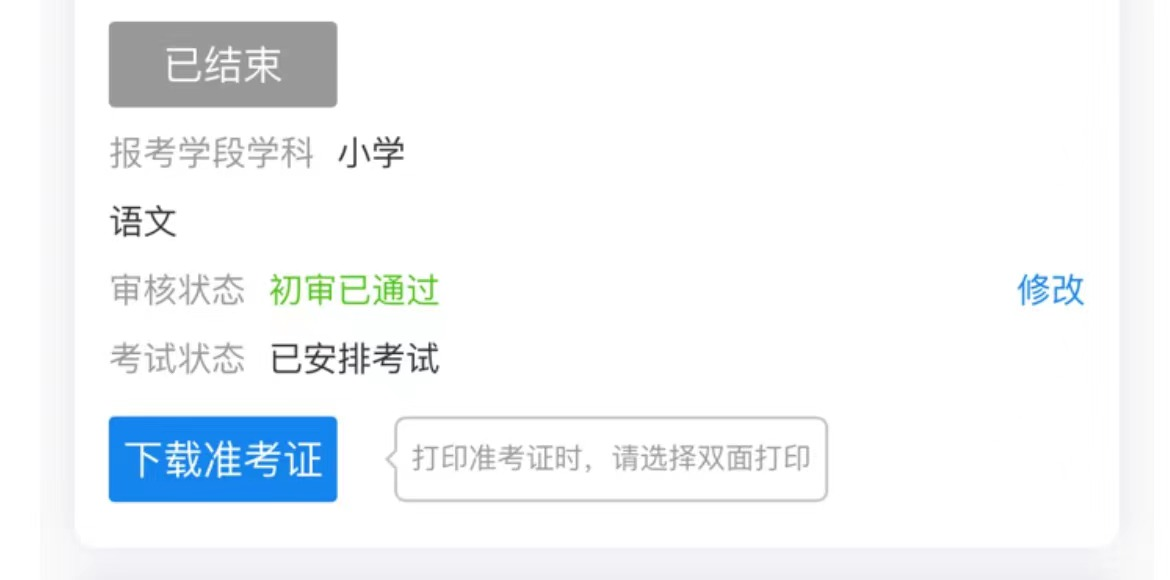 已结束
报考学段学科 小学
语文
审核状态 初审已通过 修改
考试状态 已安排考试
下载准考证 打印准考证时，请选择双面打印